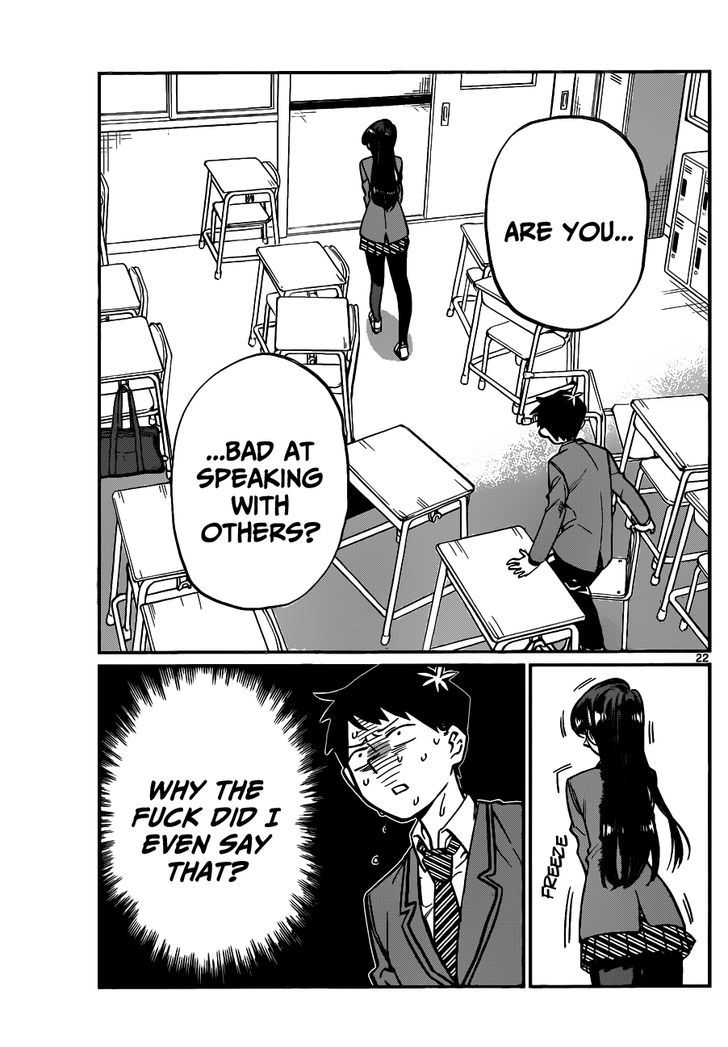 ARE YOU...
...BAD AT
SPEAKING
WITH
OTHERS?
22
FREEZE
WHY THE
FUCK DID I
EVEN SAY
THAT?